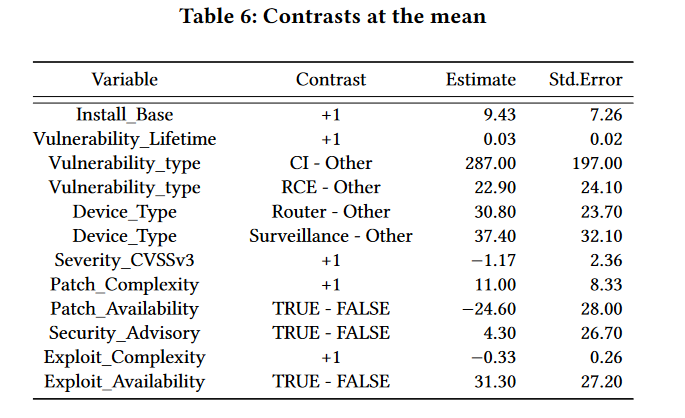 Table 6: Contrasts at the mean
Variable Contrast Estimate Std.Error
Install_Base +1 9.43 7.26
Vulnerability_Lifetime +1 0.03 0.02
Vulnerability_type CI - Other 287.00 197.00
Vulnerability_type RCE - Other 22.90 24.10
Device_Type Router - Other 30.80 23.70
Device_Type Surveillance - Other 37.40 32.10
Severity_CVSSv3 +1 −1.17 2.36
Patch_Complexity +1 11.00 8.33
Patch_Availability TRUE - FALSE −24.60 28.00
Security_Advisory TRUE - FALSE 4.30 26.70
Exploit_Complexity +1 −0.33 0.26
Exploit_Availability TRUE - FALSE 31.30 27.20